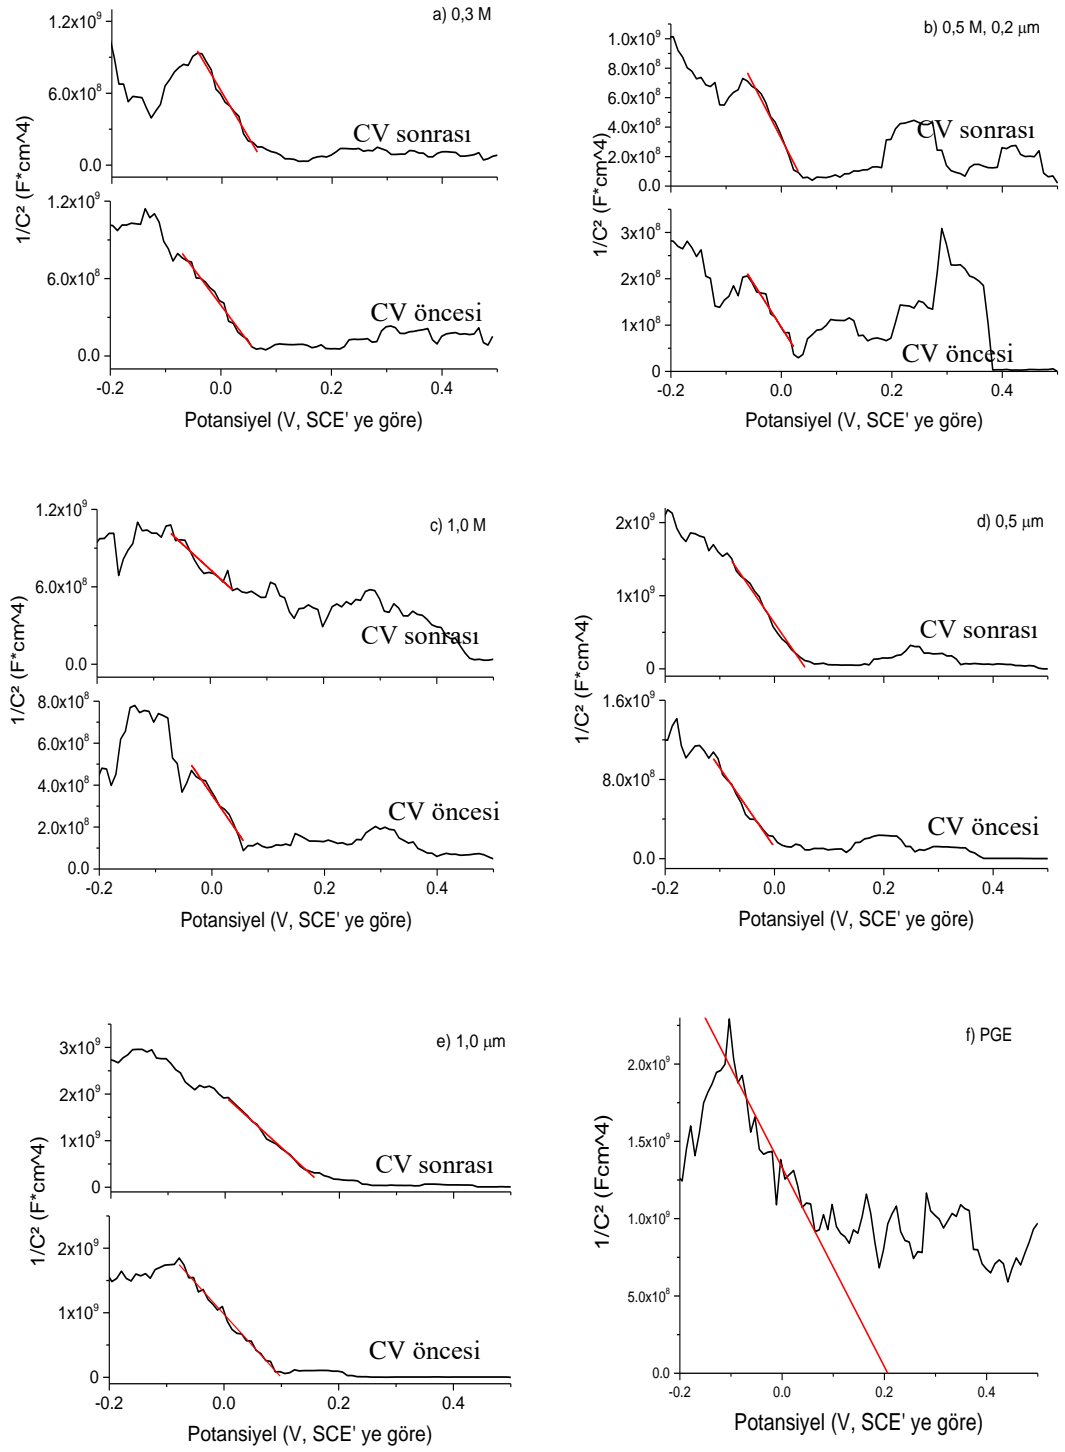 a) 0,3 M
1.2x10⁹
6.0x10⁸
0.0
CV sonrası
1.2x10⁹
6.0x10⁸
0.0
CV öncesi
1/C² (F*cm^4)
-0.2 0.0 0.2 0.4
Potansiyel (V, SCE' ye göre)
b) 0,5 M, 0,2 µm
1.0x10⁹
8.0x10⁸
6.0x10⁸
4.0x10⁸
2.0x10⁸
0.0
CV sonrası
3x10⁸
2x10⁸
1x10⁸
0
CV öncesi
1/C² (F*cm^4)
-0.2 0.0 0.2 0.4
Potansiyel (V, SCE' ye göre)
c) 1,0 M
1.2x10⁹
6.0x10⁸
0.0
CV sonrası
8.0x10⁸
6.0x10⁸
4.0x10⁸
2.0x10⁸
0.0
CV öncesi
1/C² (F*cm^4)
-0.2 0.0 0.2 0.4
Potansiyel (V, SCE' ye göre)
d) 0,5 µm
2x10⁹
1x10⁹
0
CV sonrası
1.6x10⁹
8.0x10⁸
0.0
CV öncesi
1/C² (F*cm^4)
-0.2 0.0 0.2 0.4
Potansiyel (V, SCE' ye göre)
e) 1,0 µm
3x10⁹
2x10⁹
1x10⁹
0
CV sonrası
2x10⁹
1x10⁹
0
CV öncesi
1/C² (F*cm^4)
-0.2 0.0 0.2 0.4
Potansiyel (V, SCE' ye göre)
f) PGE
2.0x10⁹
1.5x10⁹
1.0x10⁹
5.0x10⁸
0.0
1/C² (Fcm^4)
-0.2 0.0 0.2 0.4
Potansiyel (V, SCE' ye göre)